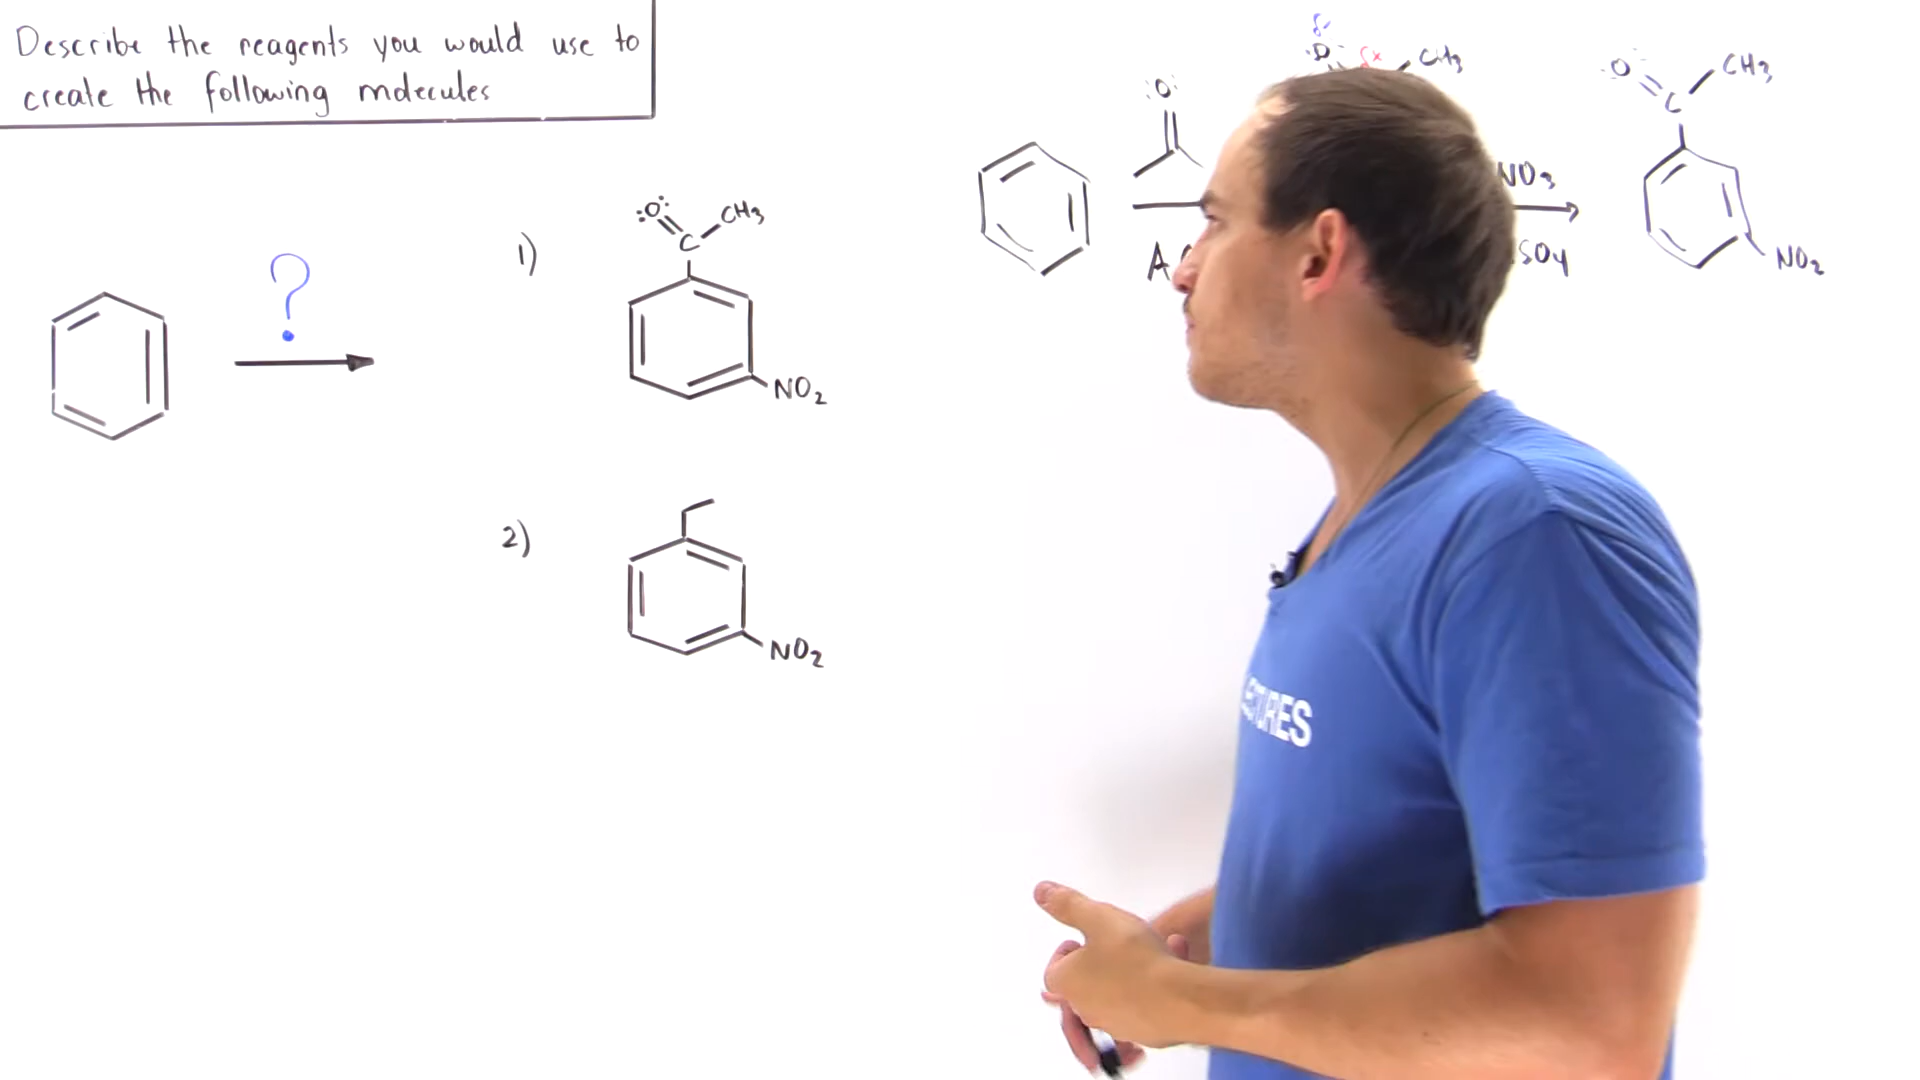 Describe the reagents you would use to
create the following molecules
?
1)
:O:
C
CH3
NO2
2)
NO2
:O:
A
δ-
:O:
δ+
CH3
NO3
SO4
:O:
C
CH3
NO2
ECTURES